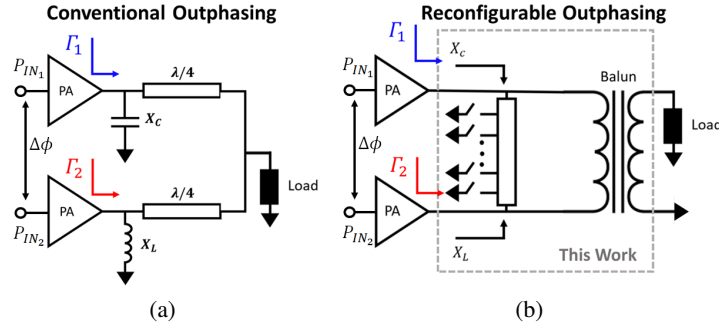 Conventional Outphasing
Γ₁
P_IN₁
PA
λ/4
X_C
Δϕ
Γ₂
λ/4
Load
PA
P_IN₂
X_L
(a)
Reconfigurable Outphasing
Γ₁
X_c
P_IN₁
PA
Balun
Load
Δϕ
Γ₂
PA
P_IN₂
X_L
This Work
(b)